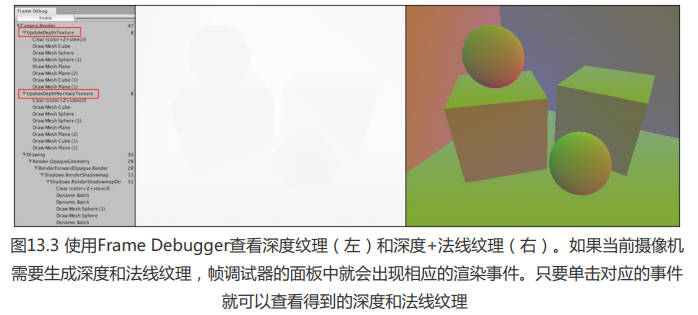 Frame Debug
Enable
Camera.Render 47
UpdateDepthTexture 8
Clear (color+Z+stencil)
Draw Mesh Cube
Draw Mesh Sphere
Draw Mesh Sphere (1)
Draw Mesh Plane
Draw Mesh Plane (2)
Draw Mesh Cube (1)
Draw Mesh Plane (1)
UpdateDepthNormalsTexture 8
Clear (color+Z+stencil)
Draw Mesh Cube
Draw Mesh Sphere
Draw Mesh Sphere (1)
Draw Mesh Plane
Draw Mesh Plane (2)
Draw Mesh Cube (1)
Draw Mesh Plane (1)
Drawing 30
Render.OpaqueGeometry 28
RenderForwardOpaque.Render 28
Shadows.RenderShadowmap 11
Shadows.RenderShadowmapDir 11
Clear (color+Z+stencil)
Dynamic Batch
Dynamic Batch
Draw Mesh Sphere (1)
Draw Mesh Sphere
Dynamic Batch
Dynamic Batch
图13.3 使用Frame Debugger查看深度纹理（左）和深度+法线纹理（右）。如果当前摄像机
需要生成深度和法线纹理，帧调试器的面板中就会出现相应的渲染事件。只要单击对应的事件
就可以查看得到的深度和法线纹理